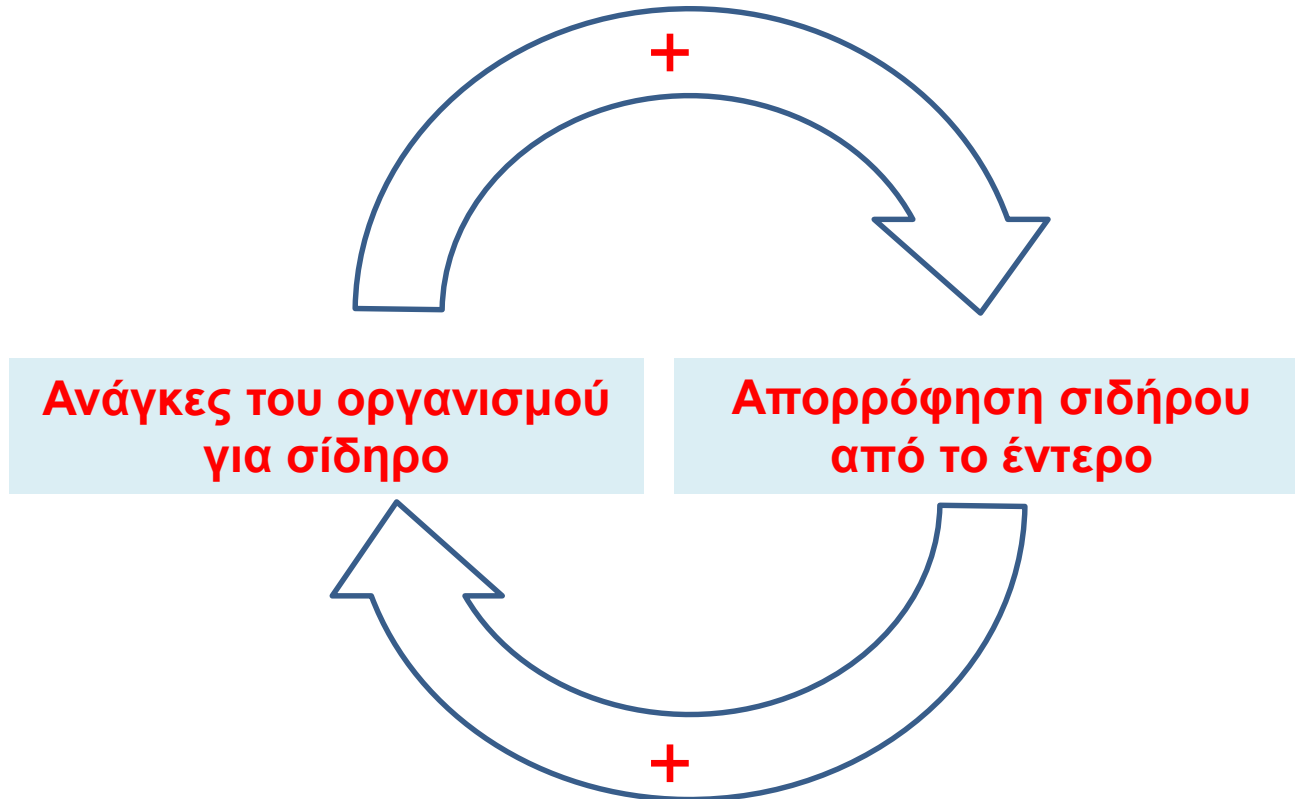 +
Ανάγκες του οργανισμού
για σίδηρο
Απορρόφηση σιδήρου
από το έντερο
+